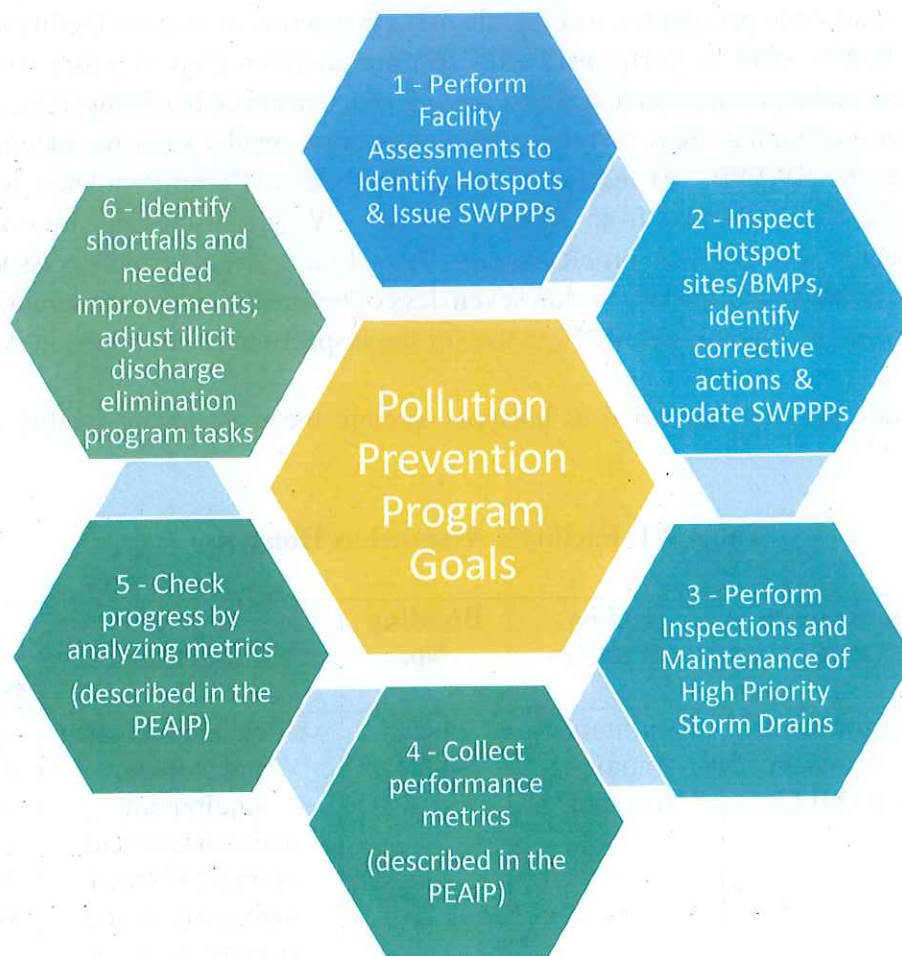 1 - Perform
Facility
Assessments to
Identify Hotspots
& Issue SWPPPs
2 - Inspect
Hotspot
sites/BMPs,
identify
corrective
actions &
update SWPPPs
3 - Perform
Inspections and
Maintenance of
High Priority
Storm Drains
4 - Collect
performance
metrics
(described in the
PEAIP)
5 - Check
progress by
analyzing metrics
(described in the
PEAIP)
6 - Identify
shortfalls and
needed
improvements;
adjust illicit
discharge
elimination
program tasks
Pollution
Prevention
Program
Goals